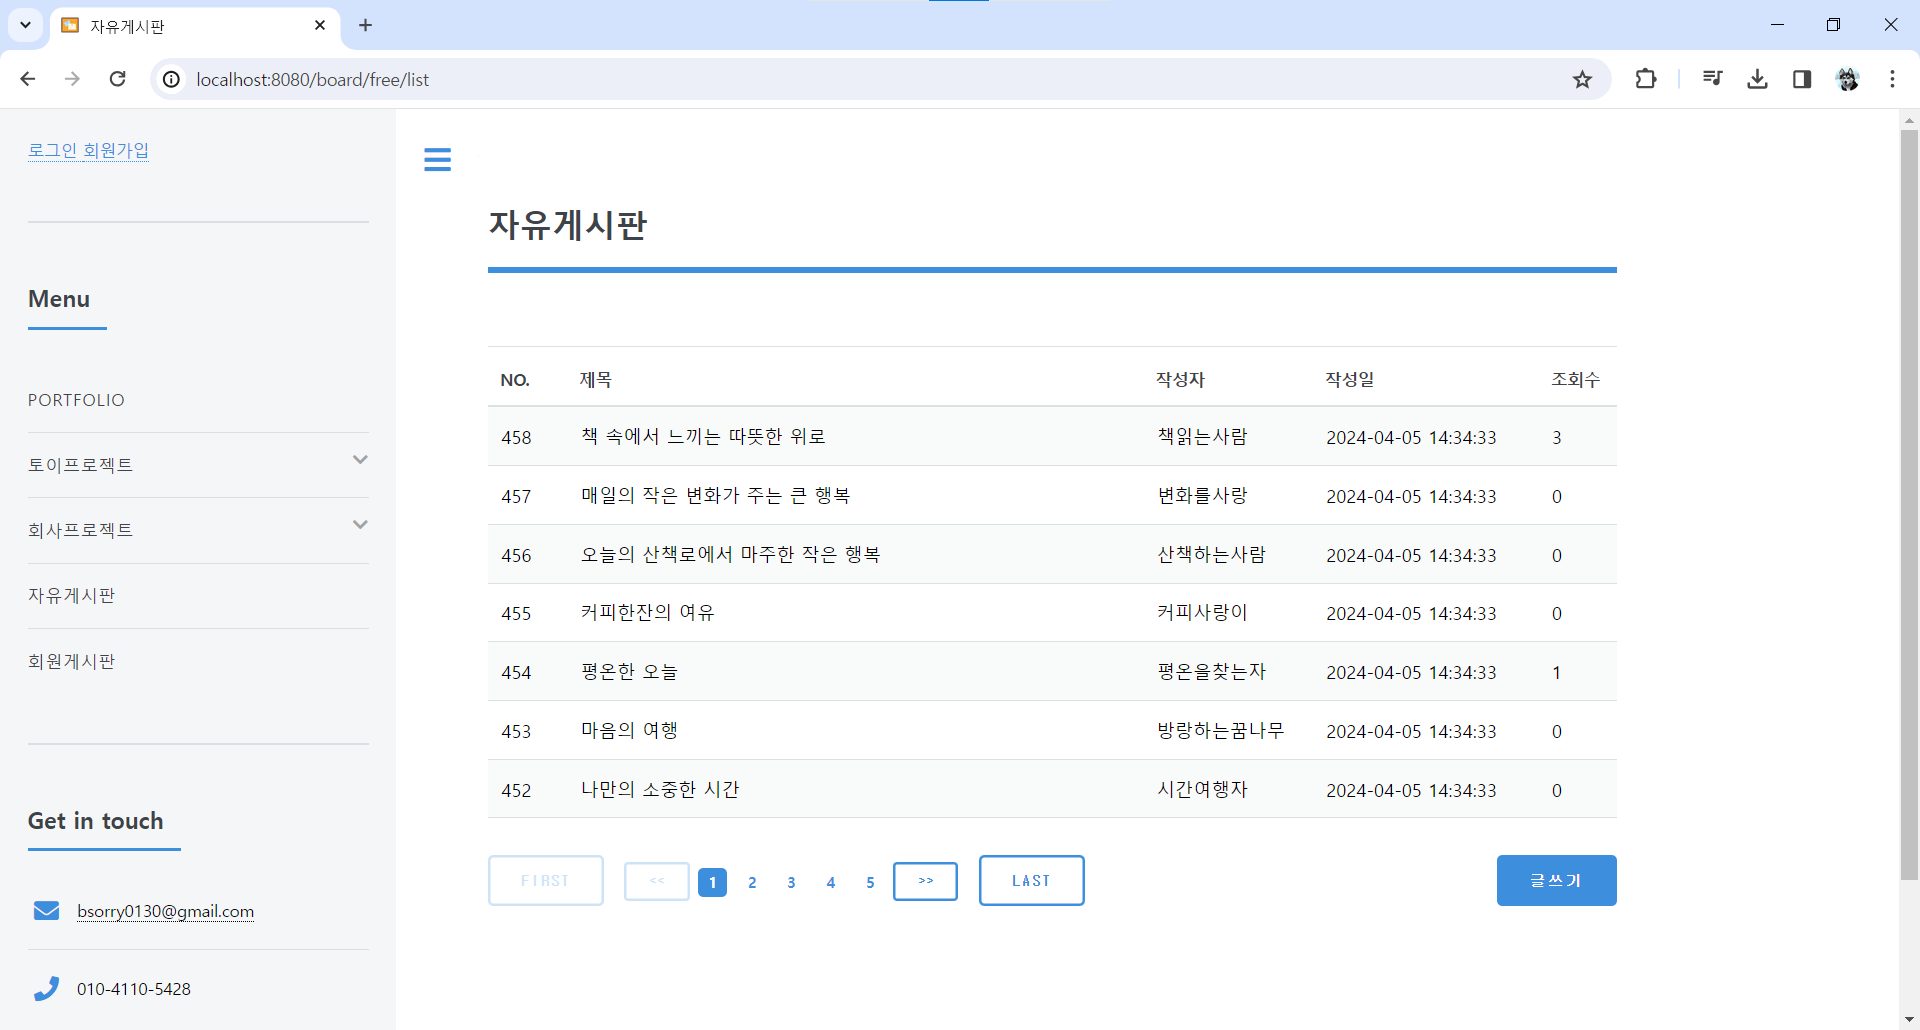 자유게시판
localhost:8080/board/free/list
로그인 회원가입
Menu
PORTFOLIO
토이프로젝트
회사프로젝트
자유게시판
회원게시판
Get in touch
bsorry0130@gmail.com
010-4110-5428
자유게시판
NO. 제목 작성자 작성일 조회수
458 책 속에서 느끼는 따뜻한 위로 책읽는사람 2024-04-05 14:34:33 3
457 매일의 작은 변화가 주는 큰 행복 변화를사랑 2024-04-05 14:34:33 0
456 오늘의 산책로에서 마주한 작은 행복 산책하는사람 2024-04-05 14:34:33 0
455 커피한잔의 여유 커피사랑이 2024-04-05 14:34:33 0
454 평온한 오늘 평온을찾는자 2024-04-05 14:34:33 1
453 마음의 여행 방랑하는꿈나무 2024-04-05 14:34:33 0
452 나만의 소중한 시간 시간여행자 2024-04-05 14:34:33 0
FIRST << 1 2 3 4 5 >> LAST 글쓰기